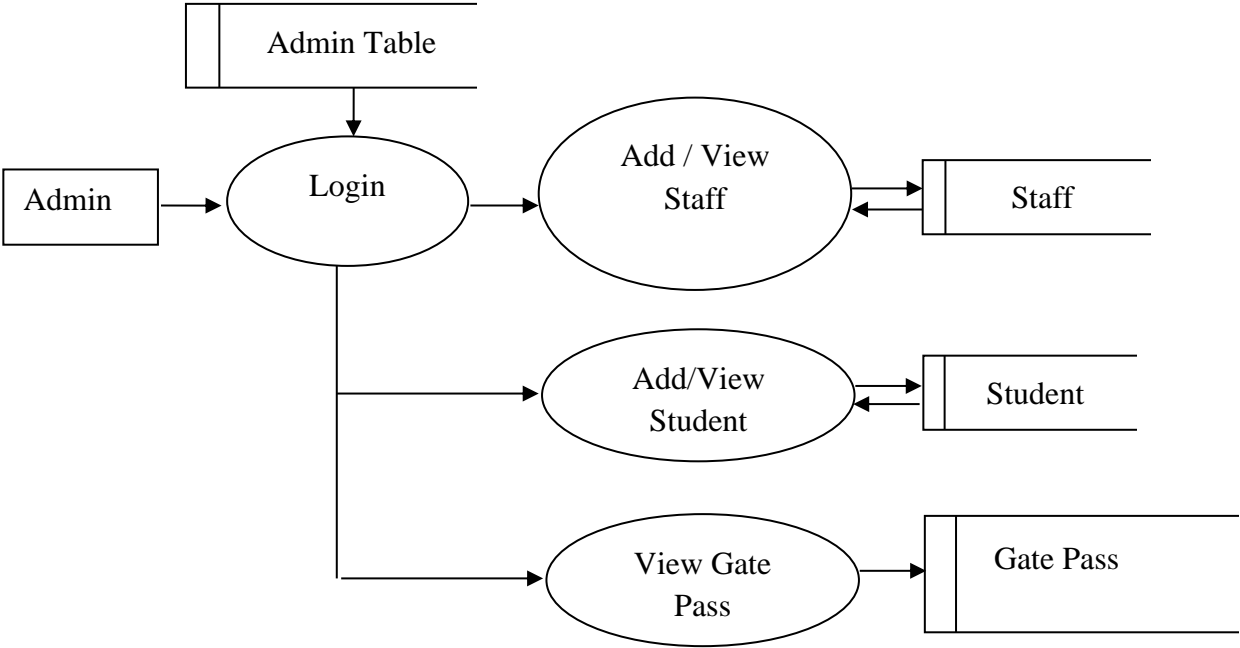 Admin Table
Admin
Login
Add / View
Staff
Staff
Add/View
Student
Student
View Gate
Pass
Gate Pass